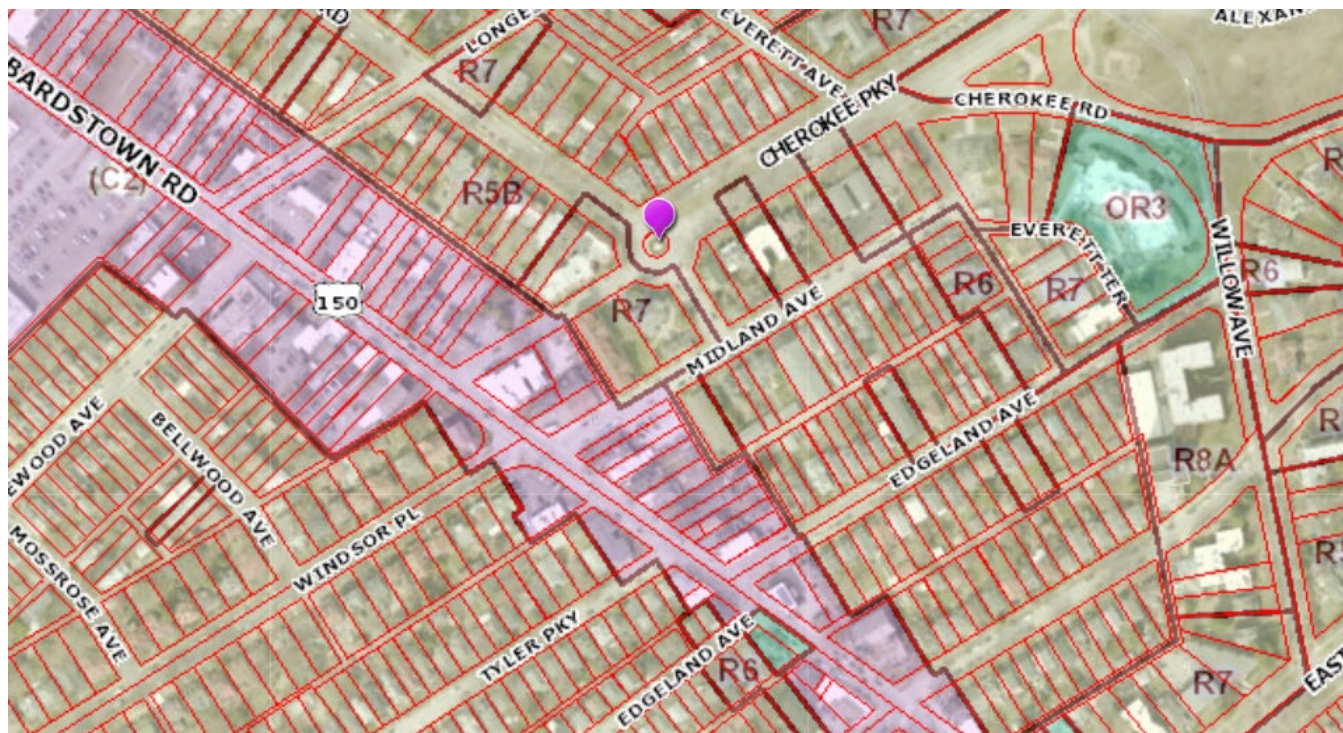 RD
LONGES
R7
EVERETT AVE
R7
ALEXAN
BARDSTOWN RD
(C2)
CHEROKEE PKY
CHEROKEE RD
R5B
OR3
EVERETT TER
WILLOW AVE
R6
R6
R7
150
R7
MIDLAND AVE
EWOOD AVE
BELLWOOD AVE
EDGELAND AVE
R8A
MOSSROSE AVE
WINDSOR PL
TYLER PKY
EDGELAND AVE
R6
R7
EAST